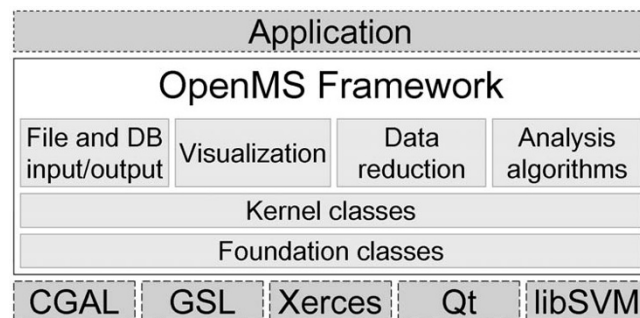 Application
OpenMS Framework
File and DB
input/output
Visualization
Data
reduction
Analysis
algorithms
Kernel classes
Foundation classes
CGAL GSL Xerces Qt libSVM